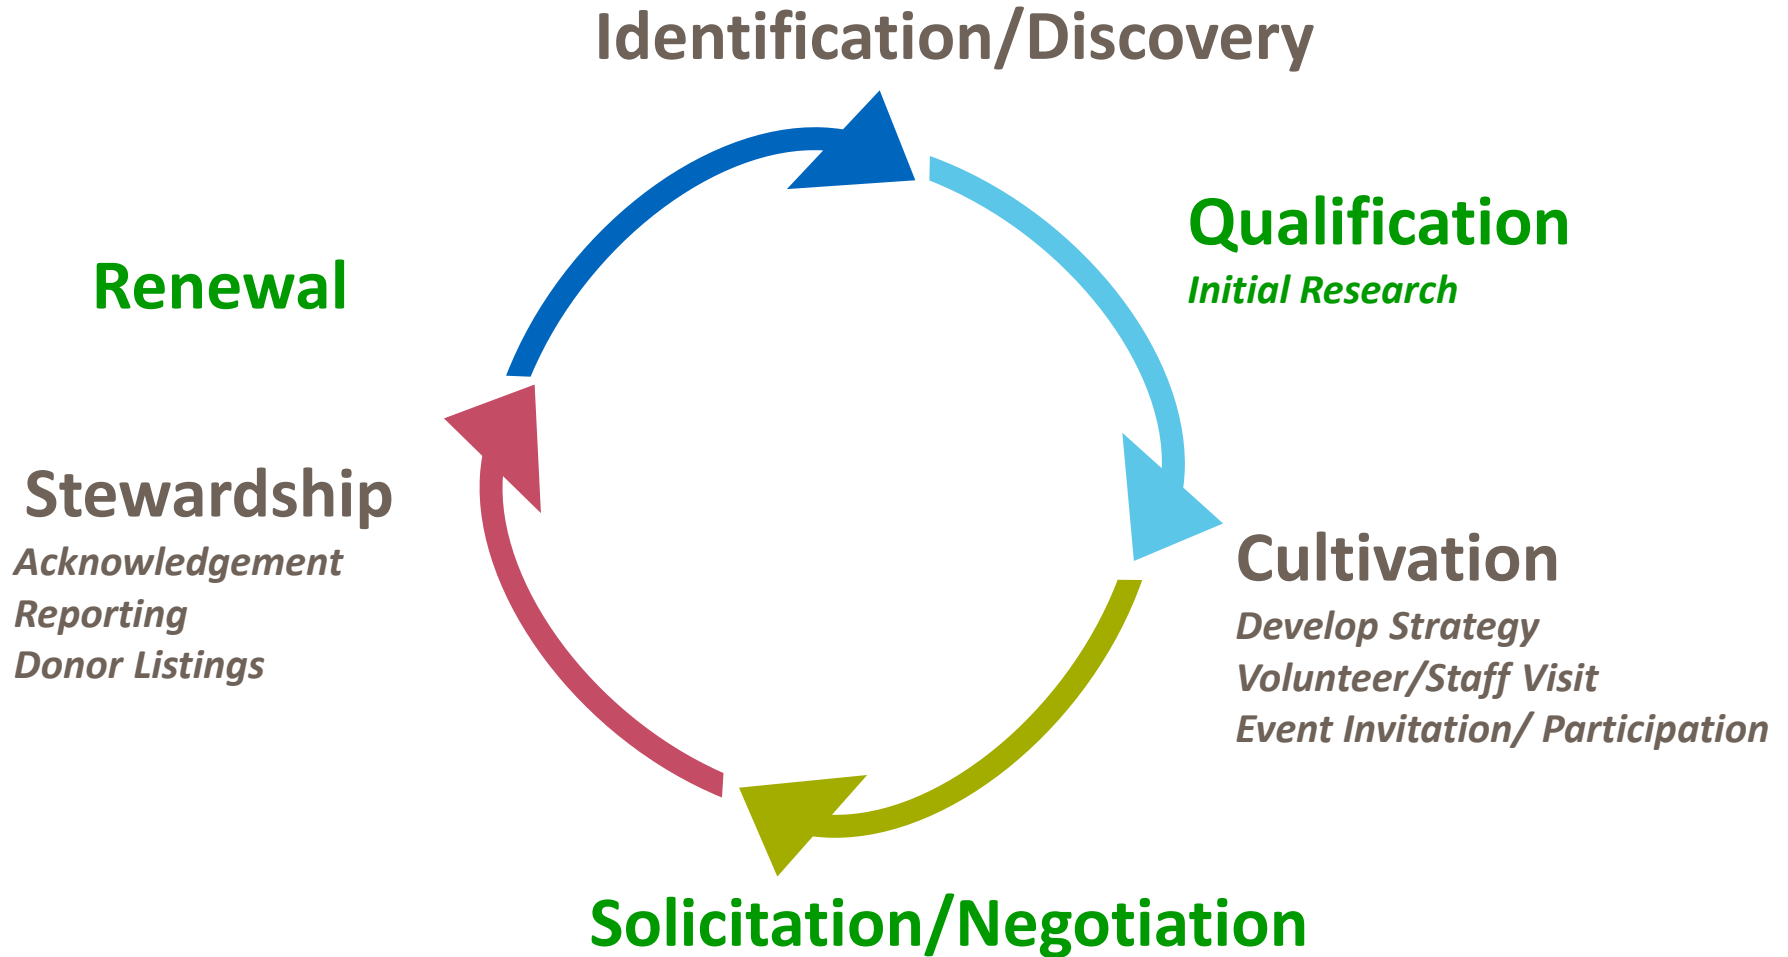 Identification/Discovery
Qualification
Initial Research
Cultivation
Develop Strategy
Volunteer/Staff Visit
Event Invitation/ Participation
Solicitation/Negotiation
Stewardship
Acknowledgement
Reporting
Donor Listings
Renewal